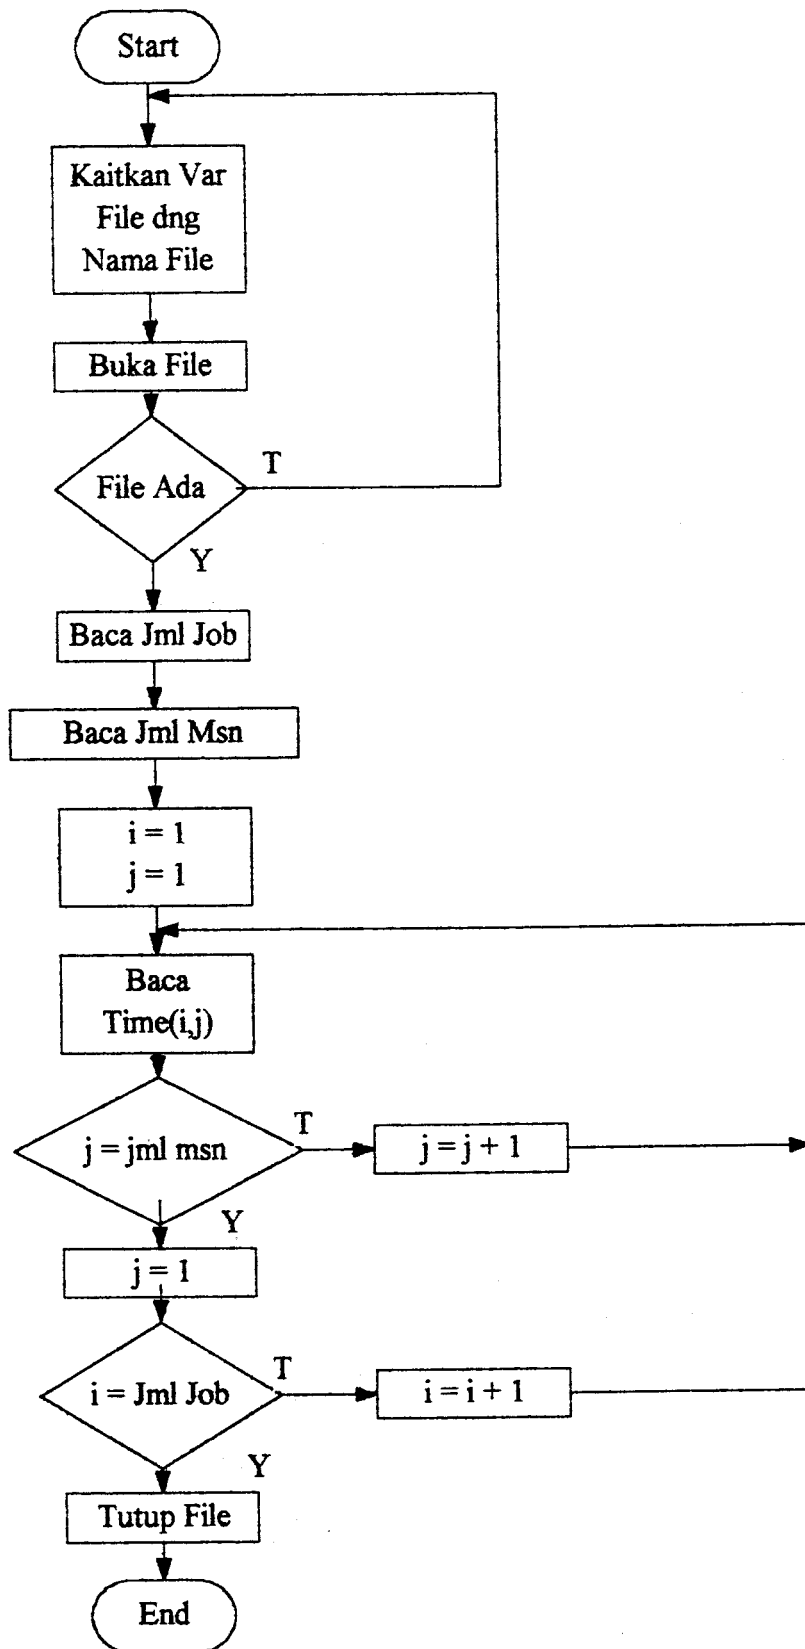 Start
Kaitkan Var
File dng
Nama File
Buka File
File Ada
T
Y
Baca Jml Job
Baca Jml Msn
i = 1
j = 1
Baca
Time(i,j)
j = jml msn
T
j = j + 1
Y
j = 1
i = Jml Job
T
i = i + 1
Y
Tutup File
End